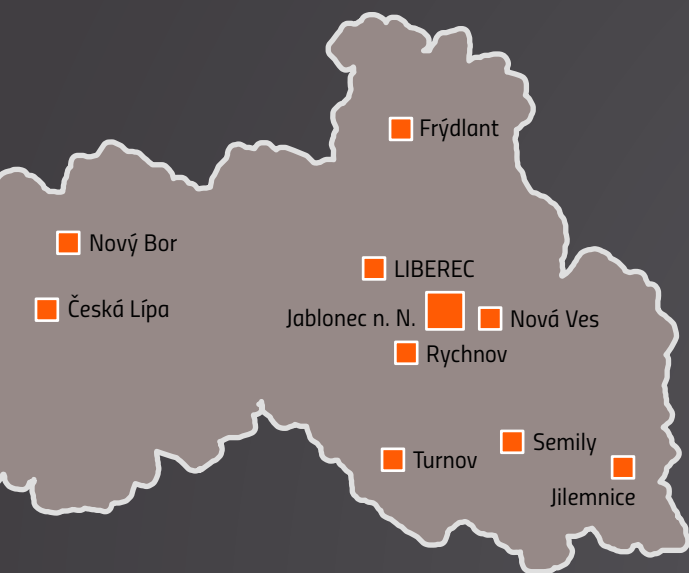 Frýdlant
Nový Bor
LIBEREC
Česká Lípa
Jablonec n. N.
Nová Ves
Rychnov
Semily
Turnov
Jilemnice